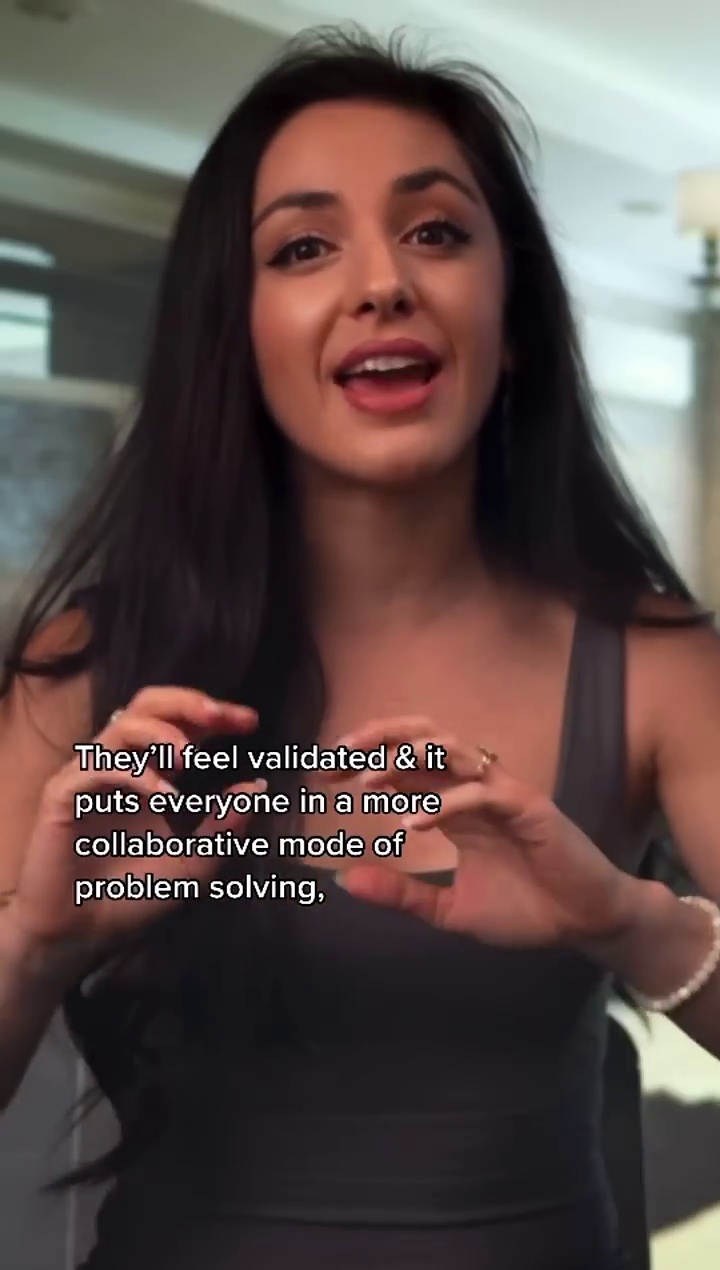 They’ll feel validated & it
puts everyone in a more
collaborative mode of
problem solving,